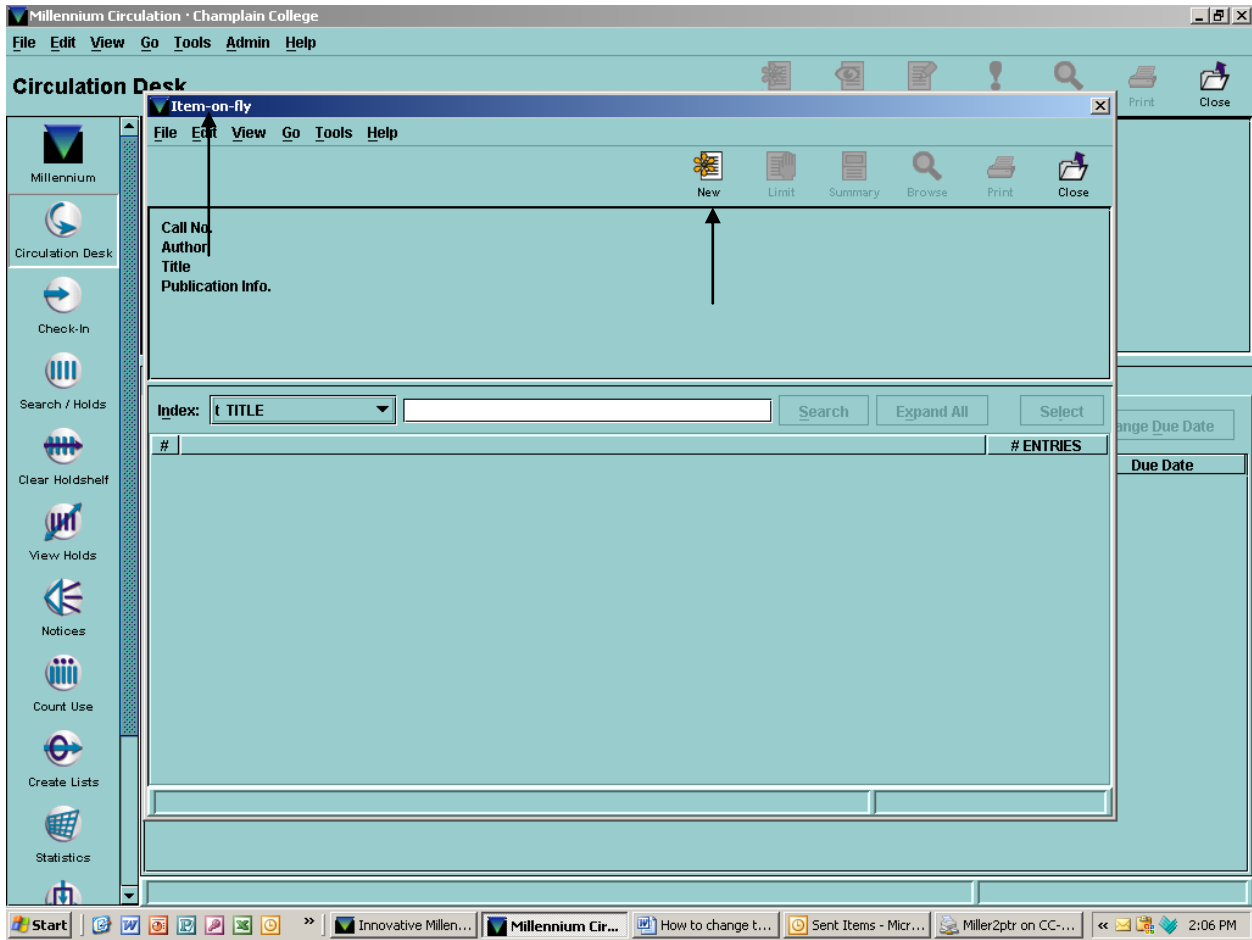 Millennium Circulation · Champlain College
File Edit View Go Tools Admin Help
Circulation Desk
Print Close
Item-on-fly
File Edit View Go Tools Help
New Limit Summary Browse Print Close
Call No.
Author
Title
Publication Info.
Index: t TITLE Search Expand All Select
# # ENTRIES
ange Due Date
Due Date
Millennium
Circulation Desk
Check-In
Search / Holds
Clear Holdshelf
View Holds
Notices
Count Use
Create Lists
Statistics
Start » Innovative Millen... Millennium Cir... How to change t... Sent Items - Micr... Miller2ptr on CC-... « 2:06 PM